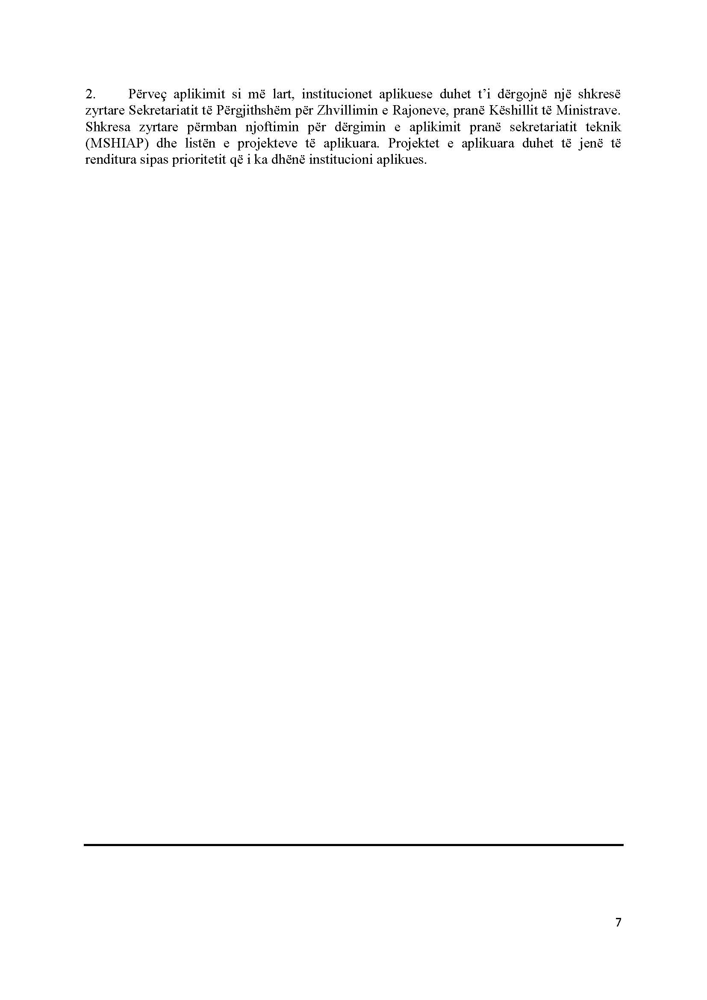 2. Përveç aplikimit si më lart, institucionet aplikuese duhet t’i dërgojnë një shkresë
zyrtare Sekretariatit të Përgjithshëm për Zhvillimin e Rajoneve, pranë Këshillit të Ministrave.
Shkresa zyrtare përmban njoftimin për dërgimin e aplikimit pranë sekretariatit teknik
(MSHIAP) dhe listën e projekteve të aplikuara. Projektet e aplikuara duhet të jenë të
renditura sipas prioritetit që i ka dhënë institucioni aplikues.
7